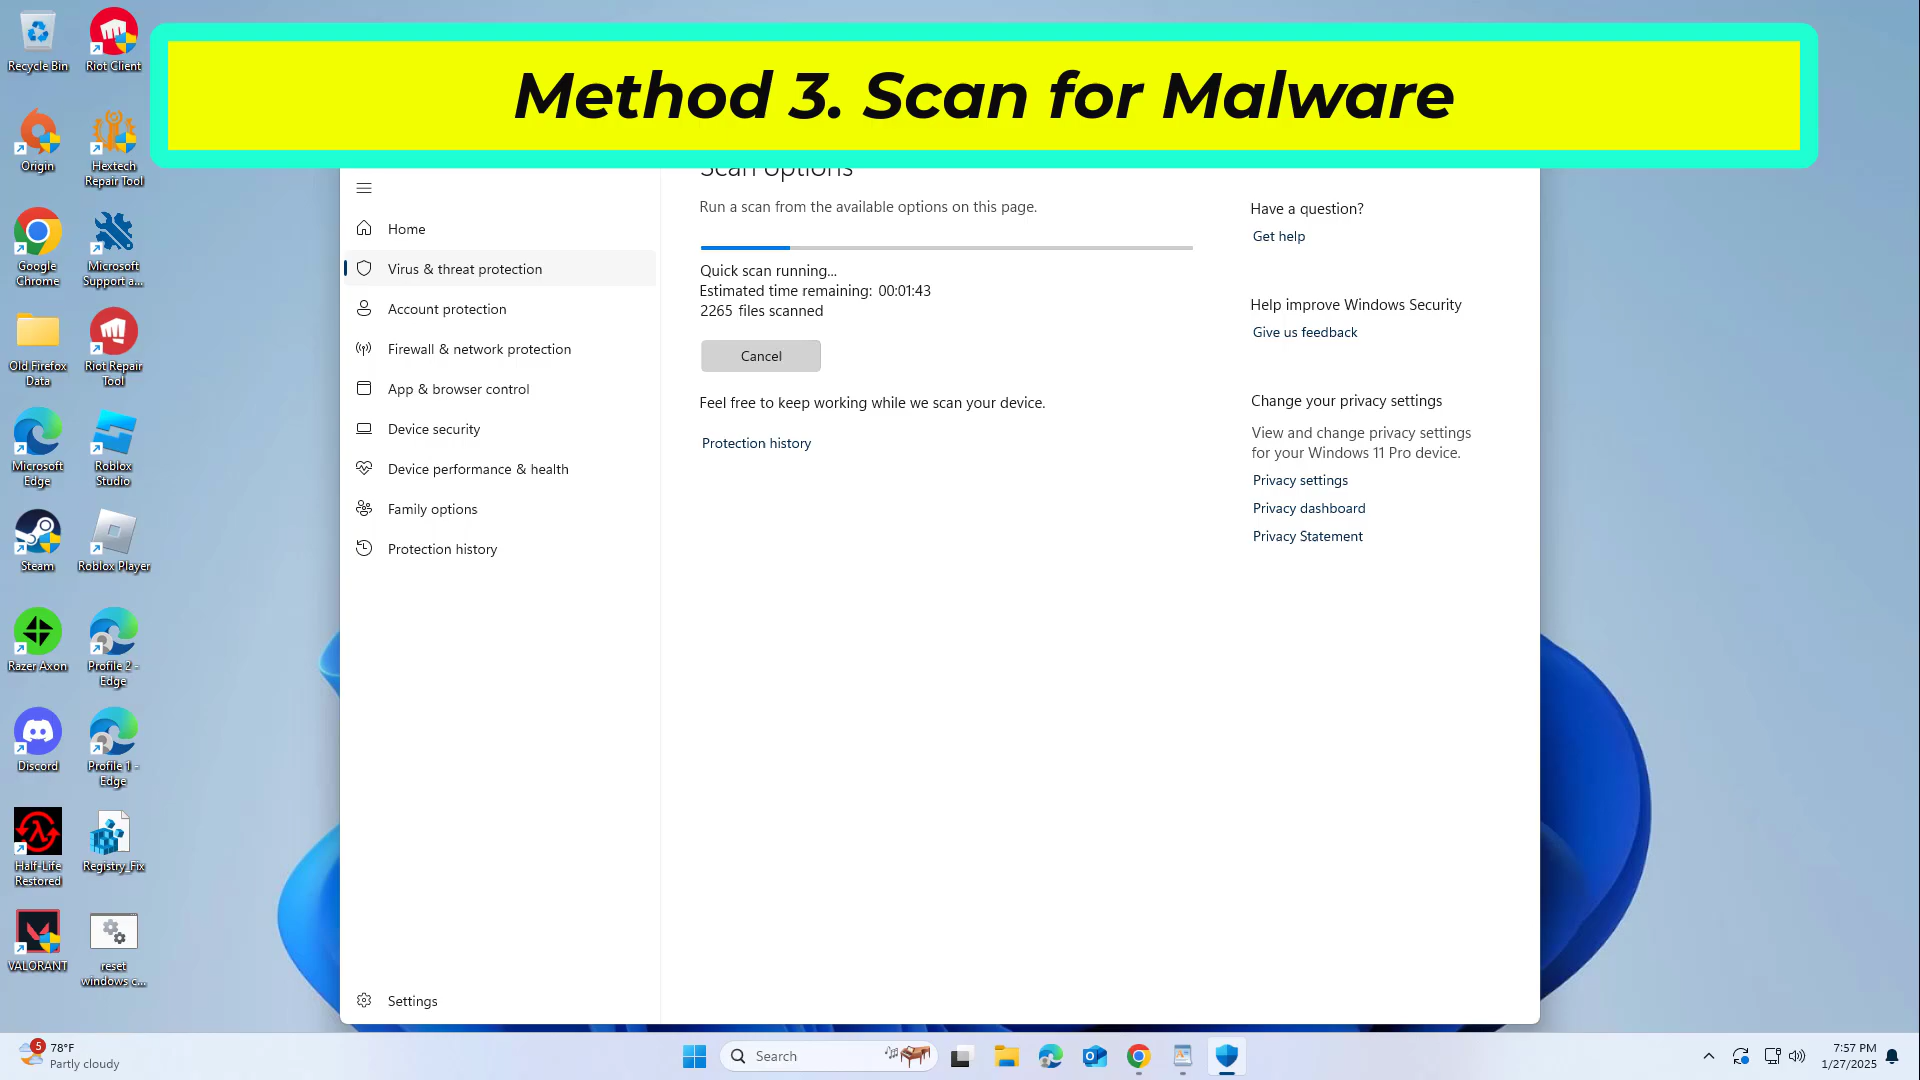 Method 3. Scan for Malware
Recycle Bin
Riot Client
Origin
Hextech
Repair Tool
Google
Chrome
Microsoft
Support a...
Old Firefox
Data
Riot Repair
Tool
Microsoft
Edge
Roblox
Studio
Steam
Roblox Player
Razer Axon
Profile 2 -
Edge
Discord
Profile 1 -
Edge
Half-Life
Restored
Registry_Fix
VALORANT
reset
windows c...
Home
Virus & threat protection
Account protection
Firewall & network protection
App & browser control
Device security
Device performance & health
Family options
Protection history
Settings
Scan options
Run a scan from the available options on this page.
Quick scan running...
Estimated time remaining: 00:01:43
2265 files scanned
Cancel
Feel free to keep working while we scan your device.
Protection history
Have a question?
Get help
Help improve Windows Security
Give us feedback
Change your privacy settings
View and change privacy settings
for your Windows 11 Pro device.
Privacy settings
Privacy dashboard
Privacy Statement
5
78°F
Partly cloudy
Search
7:57 PM
1/27/2025